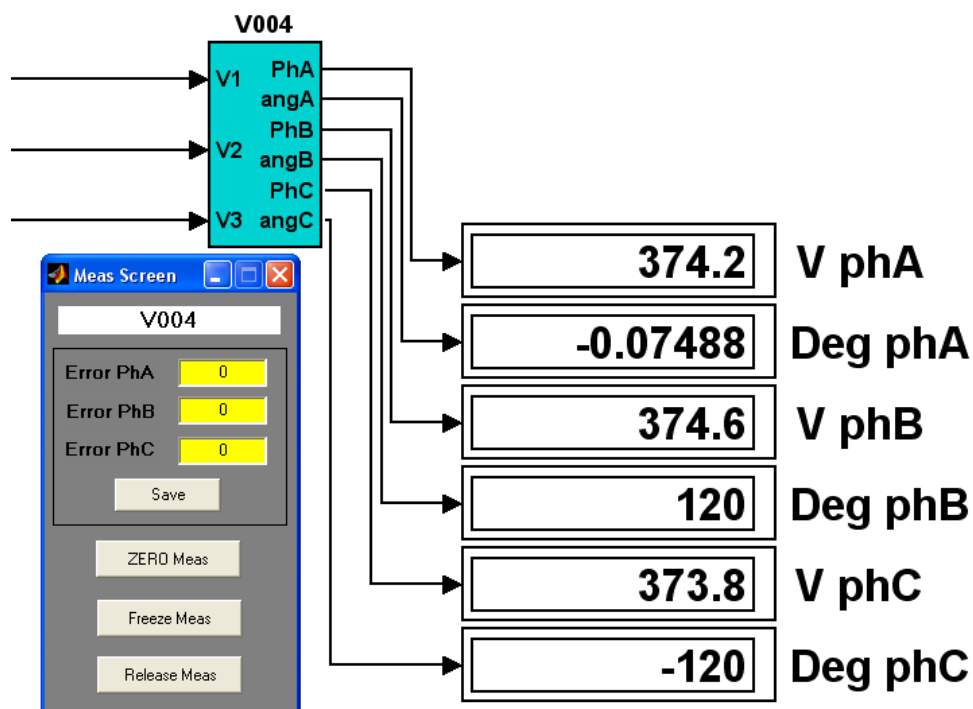 V004
V1
V2
V3
PhA
angA
PhB
angB
PhC
angC
374.2 V phA
-0.07488 Deg phA
374.6 V phB
120 Deg phB
373.8 V phC
-120 Deg phC
Meas Screen
V004
Error PhA 0
Error PhB 0
Error PhC 0
Save
ZERO Meas
Freeze Meas
Release Meas